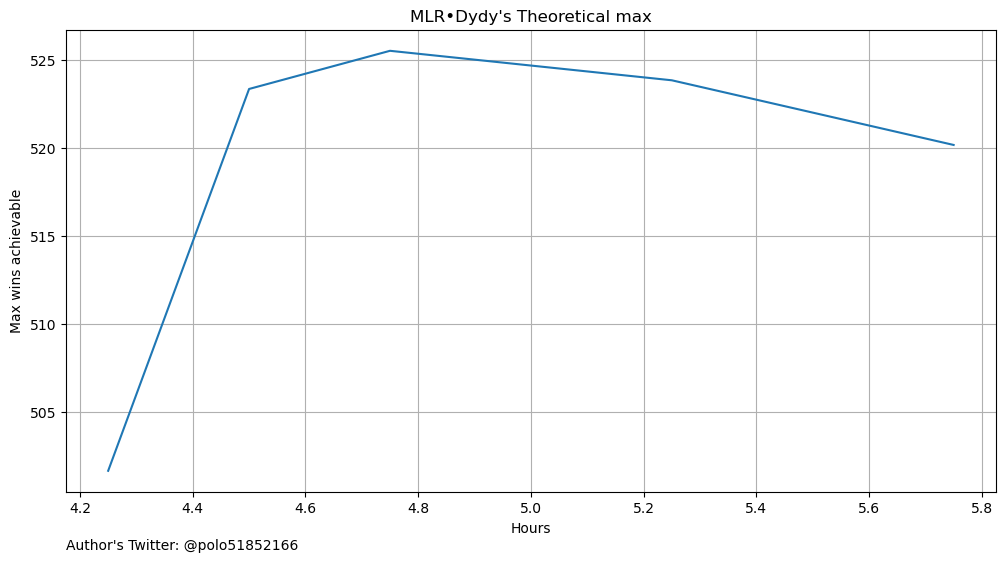 MLR•Dydy's Theoretical max
Max wins achievable
525
520
515
510
505
4.2 4.4 4.6 4.8 5.0 5.2 5.4 5.6 5.8
Hours
Author's Twitter: @polo51852166